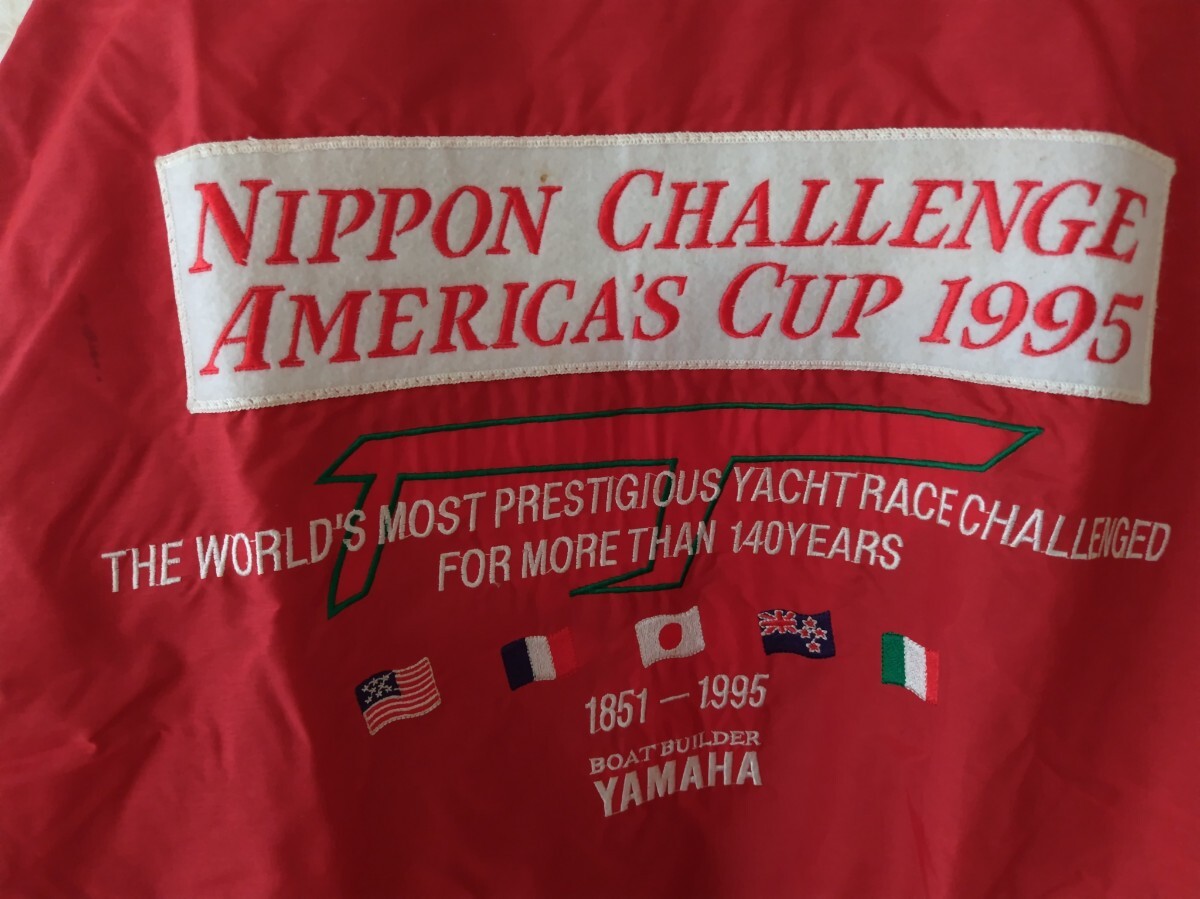 NIPPON CHALLENGE
AMERICA'S CUP 1995
THE WORLD'S MOST PRESTIGIOUS YACHT RACE CHALLENGED
FOR MORE THAN 140YEARS
1851 — 1995
BOAT BUILDER
YAMAHA